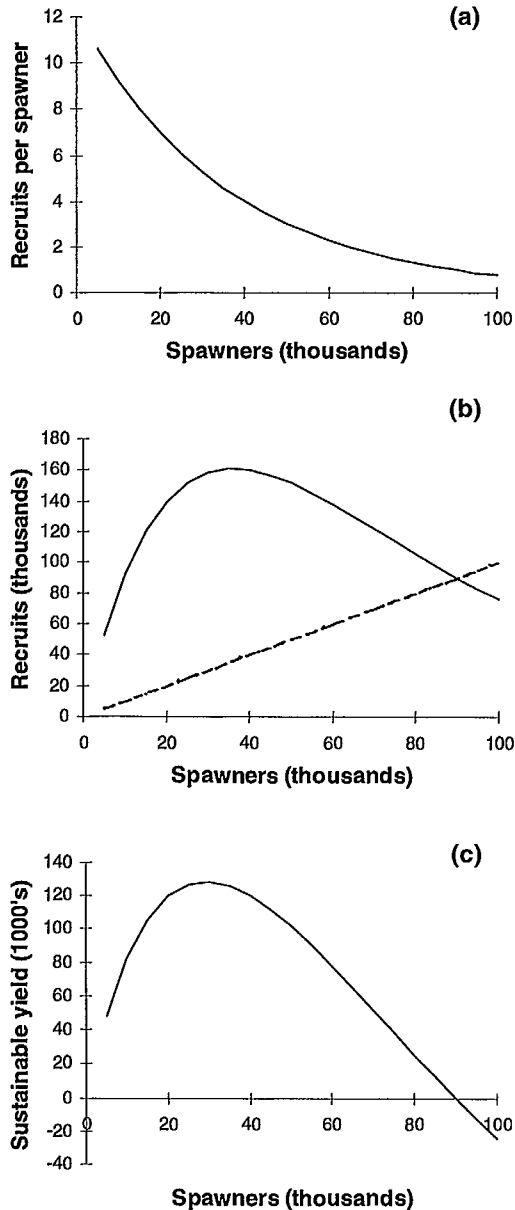 (a)
Recruits per spawner
12
10
8
6
4
2
0
0 20 40 60 80 100
Spawners (thousands)
(b)
Recruits (thousands)
180
160
140
120
100
80
60
40
20
0
0 20 40 60 80 100
Spawners (thousands)
(c)
Sustainable yield (1000's)
140
120
100
80
60
40
20
0
-20
-40
0 20 40 60 80 100
Spawners (thousands)